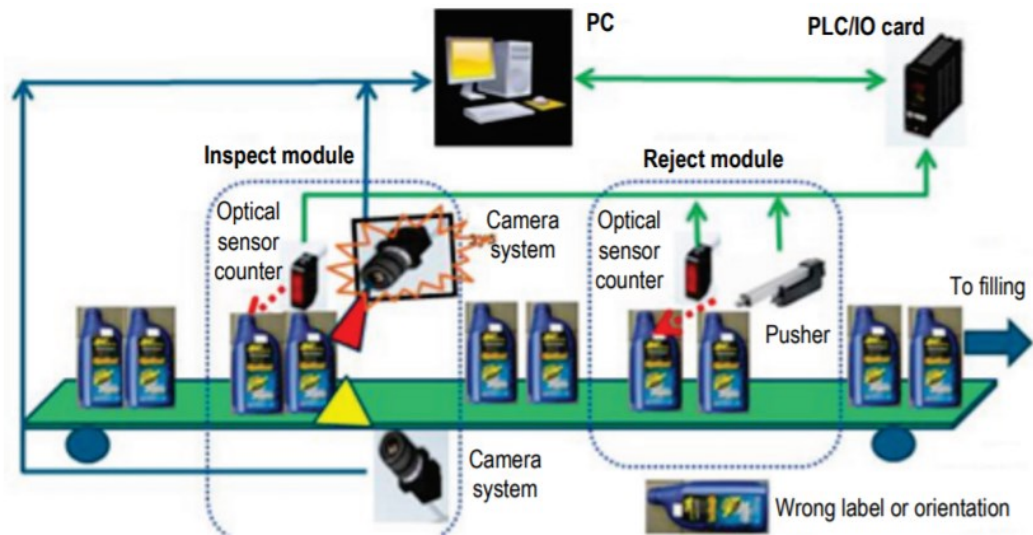 PC
PLC/IO card
Inspect module
Reject module
Optical
sensor
counter
Camera
system
Optical
sensor
counter
To filling
Pusher
Camera
system
Wrong label or orientation